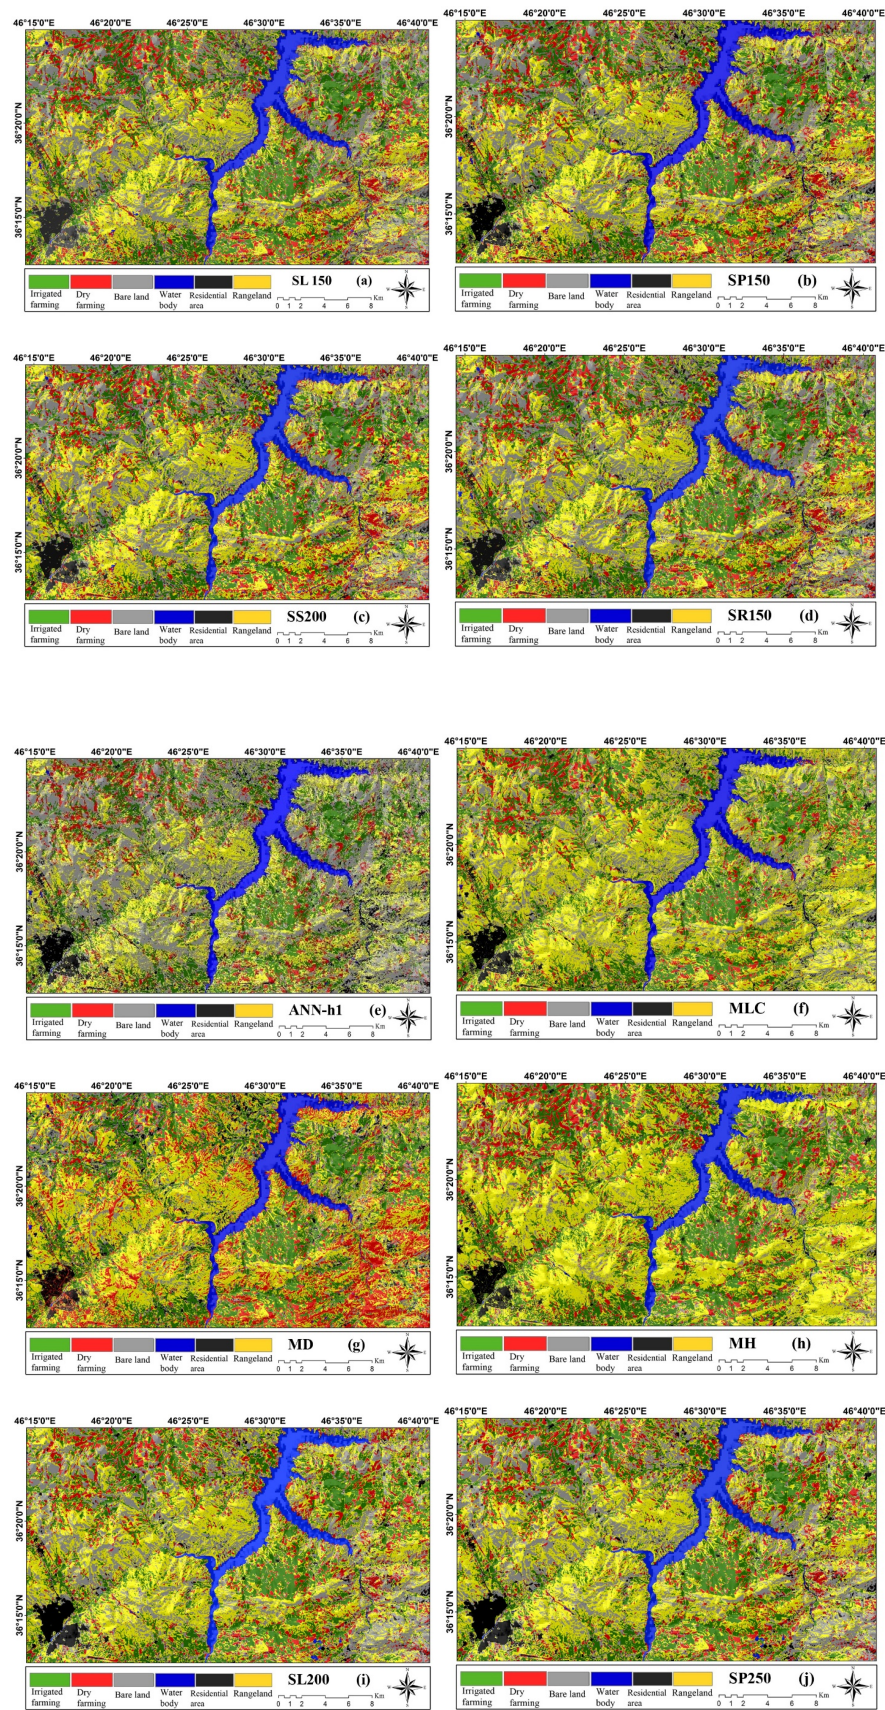 46°15'0"E 46°20'0"E 46°25'0"E 46°30'0"E 46°35'0"E 46°40'0"E
36°20'0"N
36°15'0"N
Irrigated farming
Dry farming
Bare land
Water body
Residential area
Rangeland
SL 150 (a)
0 1 2 4 6 8 Km
N
W E
S
46°15'0"E 46°20'0"E 46°25'0"E 46°30'0"E 46°35'0"E 46°40'0"E
36°20'0"N
36°15'0"N
Irrigated farming
Dry farming
Bare land
Water body
Residential area
Rangeland
SP150 (b)
0 1 2 4 6 8 Km
N
W E
S
46°15'0"E 46°20'0"E 46°25'0"E 46°30'0"E 46°35'0"E 46°40'0"E
36°20'0"N
36°15'0"N
Irrigated farming
Dry farming
Bare land
Water body
Residential area
Rangeland
SS200 (c)
0 1 2 4 6 8 Km
N
W E
S
46°15'0"E 46°20'0"E 46°25'0"E 46°30'0"E 46°35'0"E 46°40'0"E
36°20'0"N
36°15'0"N
Irrigated farming
Dry farming
Bare land
Water body
Residential area
Rangeland
SR150 (d)
0 1 2 4 6 8 Km
N
W E
S
46°15'0"E 46°20'0"E 46°25'0"E 46°30'0"E 46°35'0"E 46°40'0"E
36°20'0"N
36°15'0"N
Irrigated farming
Dry farming
Bare land
Water body
Residential area
Rangeland
ANN-h1 (e)
0 1 2 4 6 8 Km
N
W E
S
46°15'0"E 46°20'0"E 46°25'0"E 46°30'0"E 46°35'0"E 46°40'0"E
36°20'0"N
36°15'0"N
Irrigated farming
Dry farming
Bare land
Water body
Residential area
Rangeland
MLC (f)
0 1 2 4 6 8 Km
N
W E
S
46°15'0"E 46°20'0"E 46°25'0"E 46°30'0"E 46°35'0"E 46°40'0"E
36°20'0"N
36°15'0"N
Irrigated farming
Dry farming
Bare land
Water body
Residential area
Rangeland
MD (g)
0 1 2 4 6 8 Km
N
W E
S
46°15'0"E 46°20'0"E 46°25'0"E 46°30'0"E 46°35'0"E 46°40'0"E
36°20'0"N
36°15'0"N
Irrigated farming
Dry farming
Bare land
Water body
Residential area
Rangeland
MH (h)
0 1 2 4 6 8 Km
N
W E
S
46°15'0"E 46°20'0"E 46°25'0"E 46°30'0"E 46°35'0"E 46°40'0"E
36°20'0"N
36°15'0"N
Irrigated farming
Dry farming
Bare land
Water body
Residential area
Rangeland
SL200 (i)
0 1 2 4 6 8 Km
N
W E
S
46°15'0"E 46°20'0"E 46°25'0"E 46°30'0"E 46°35'0"E 46°40'0"E
36°20'0"N
36°15'0"N
Irrigated farming
Dry farming
Bare land
Water body
Residential area
Rangeland
SP250 (j)
0 1 2 4 6 8 Km
N
W E
S